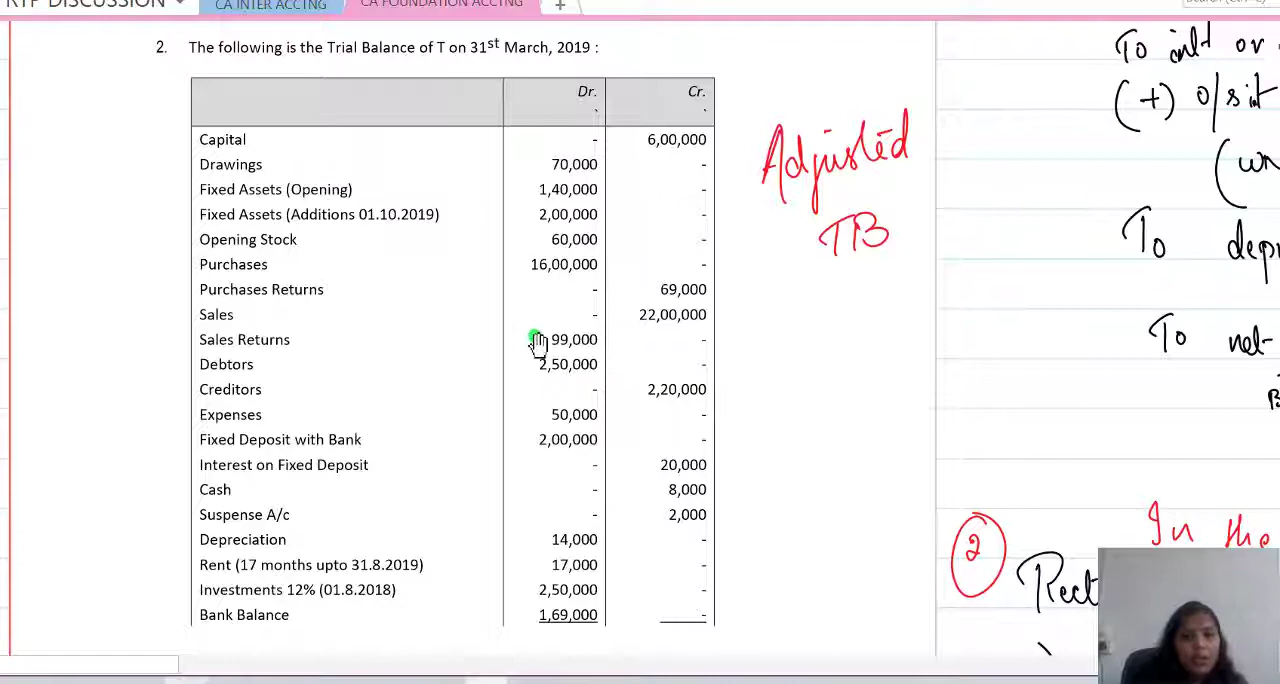 RTP DISCUSSION
CA INTER ACCTNG
CA FOUNDATION ACCTNG
2. The following is the Trial Balance of T on 31st March, 2019 :
Dr. Cr.
` `
Capital - 6,00,000
Drawings 70,000 -
Fixed Assets (Opening) 1,40,000 -
Fixed Assets (Additions 01.10.2019) 2,00,000 -
Opening Stock 60,000 -
Purchases 16,00,000 -
Purchases Returns - 69,000
Sales - 22,00,000
Sales Returns 99,000 -
Debtors 2,50,000 -
Creditors - 2,20,000
Expenses 50,000 -
Fixed Deposit with Bank 2,00,000 -
Interest on Fixed Deposit - 20,000
Cash - 8,000
Suspense A/c - 2,000
Depreciation 14,000 -
Rent (17 months upto 31.8.2019) 17,000 -
Investments 12% (01.8.2018) 2,50,000 -
Bank Balance 1,69,000 -
Adjusted
TB
To or
(+) o/s
To dep
To net
2
In the
Rect